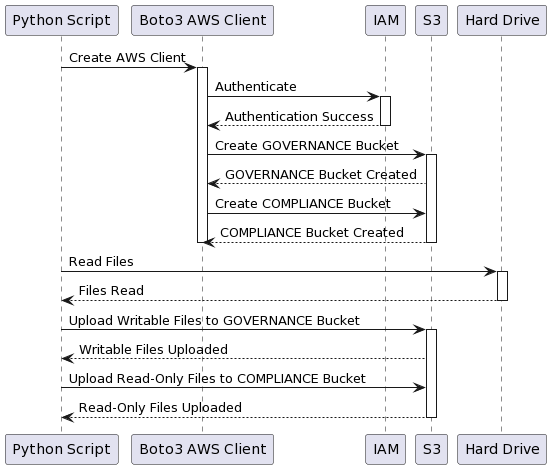 Python Script Boto3 AWS Client IAM S3 Hard Drive
Create AWS Client
Authenticate
Authentication Success
Create GOVERNANCE Bucket
GOVERNANCE Bucket Created
Create COMPLIANCE Bucket
COMPLIANCE Bucket Created
Read Files
Files Read
Upload Writable Files to GOVERNANCE Bucket
Writable Files Uploaded
Upload Read-Only Files to COMPLIANCE Bucket
Read-Only Files Uploaded
Python Script Boto3 AWS Client IAM S3 Hard Drive